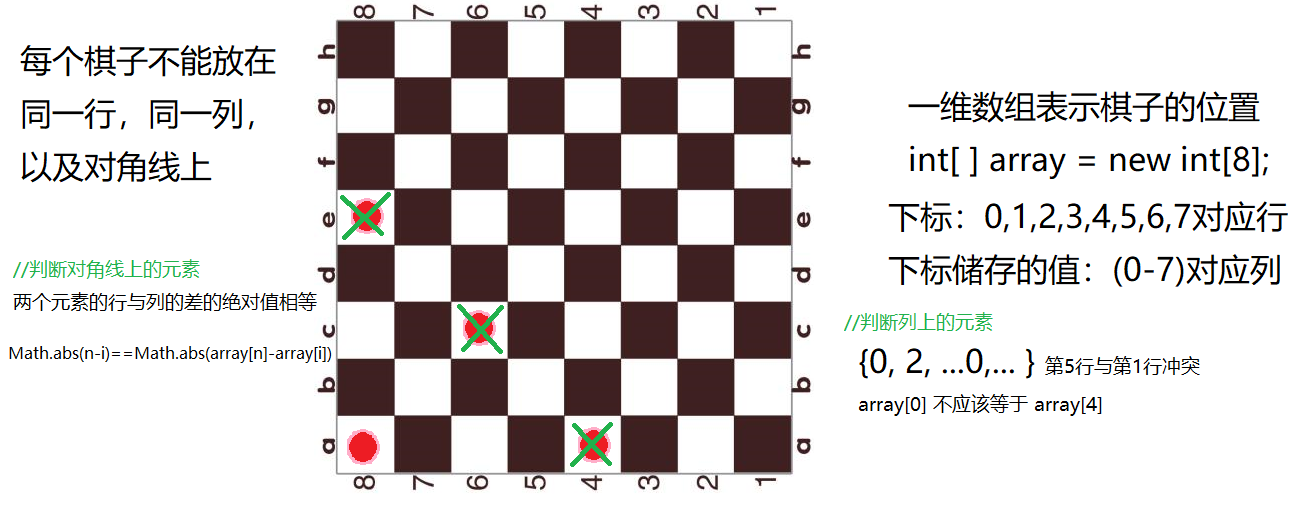 每个棋子不能放在
同一行，同一列，
以及对角线上
//判断对角线上的元素
两个元素的行与列的差的绝对值相等
Math.abs(n-i)==Math.abs(array[n]-array[i])
8 7 6 5 4 3 2 1
h h
g g
f f
e e
d d
c c
b b
a a
8 7 6 5 4 3 2 1
一维数组表示棋子的位置
int[ ] array = new int[8];
下标：0,1,2,3,4,5,6,7对应行
下标储存的值：(0-7)对应列
//判断列上的元素
{0, 2, ...0,... } 第5行与第1行冲突
array[0] 不应该等于 array[4]